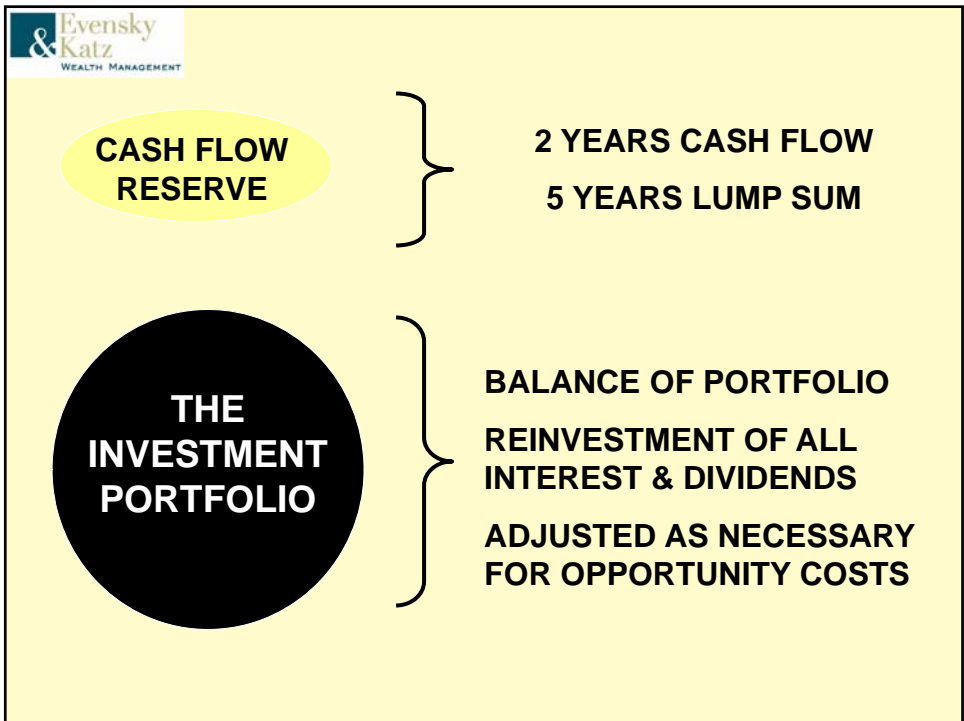 Evensky
& Katz
WEALTH MANAGEMENT
CASH FLOW
RESERVE
2 YEARS CASH FLOW
5 YEARS LUMP SUM
THE
INVESTMENT
PORTFOLIO
BALANCE OF PORTFOLIO
REINVESTMENT OF ALL
INTEREST & DIVIDENDS
ADJUSTED AS NECESSARY
FOR OPPORTUNITY COSTS